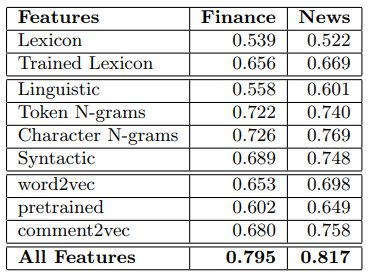 Features Finance News
Lexicon 0.539 0.522
Trained Lexicon 0.656 0.669
Linguistic 0.558 0.601
Token N-grams 0.722 0.740
Character N-grams 0.726 0.769
Syntactic 0.689 0.748
word2vec 0.653 0.698
pretrained 0.602 0.649
comment2vec 0.680 0.758
All Features 0.795 0.817